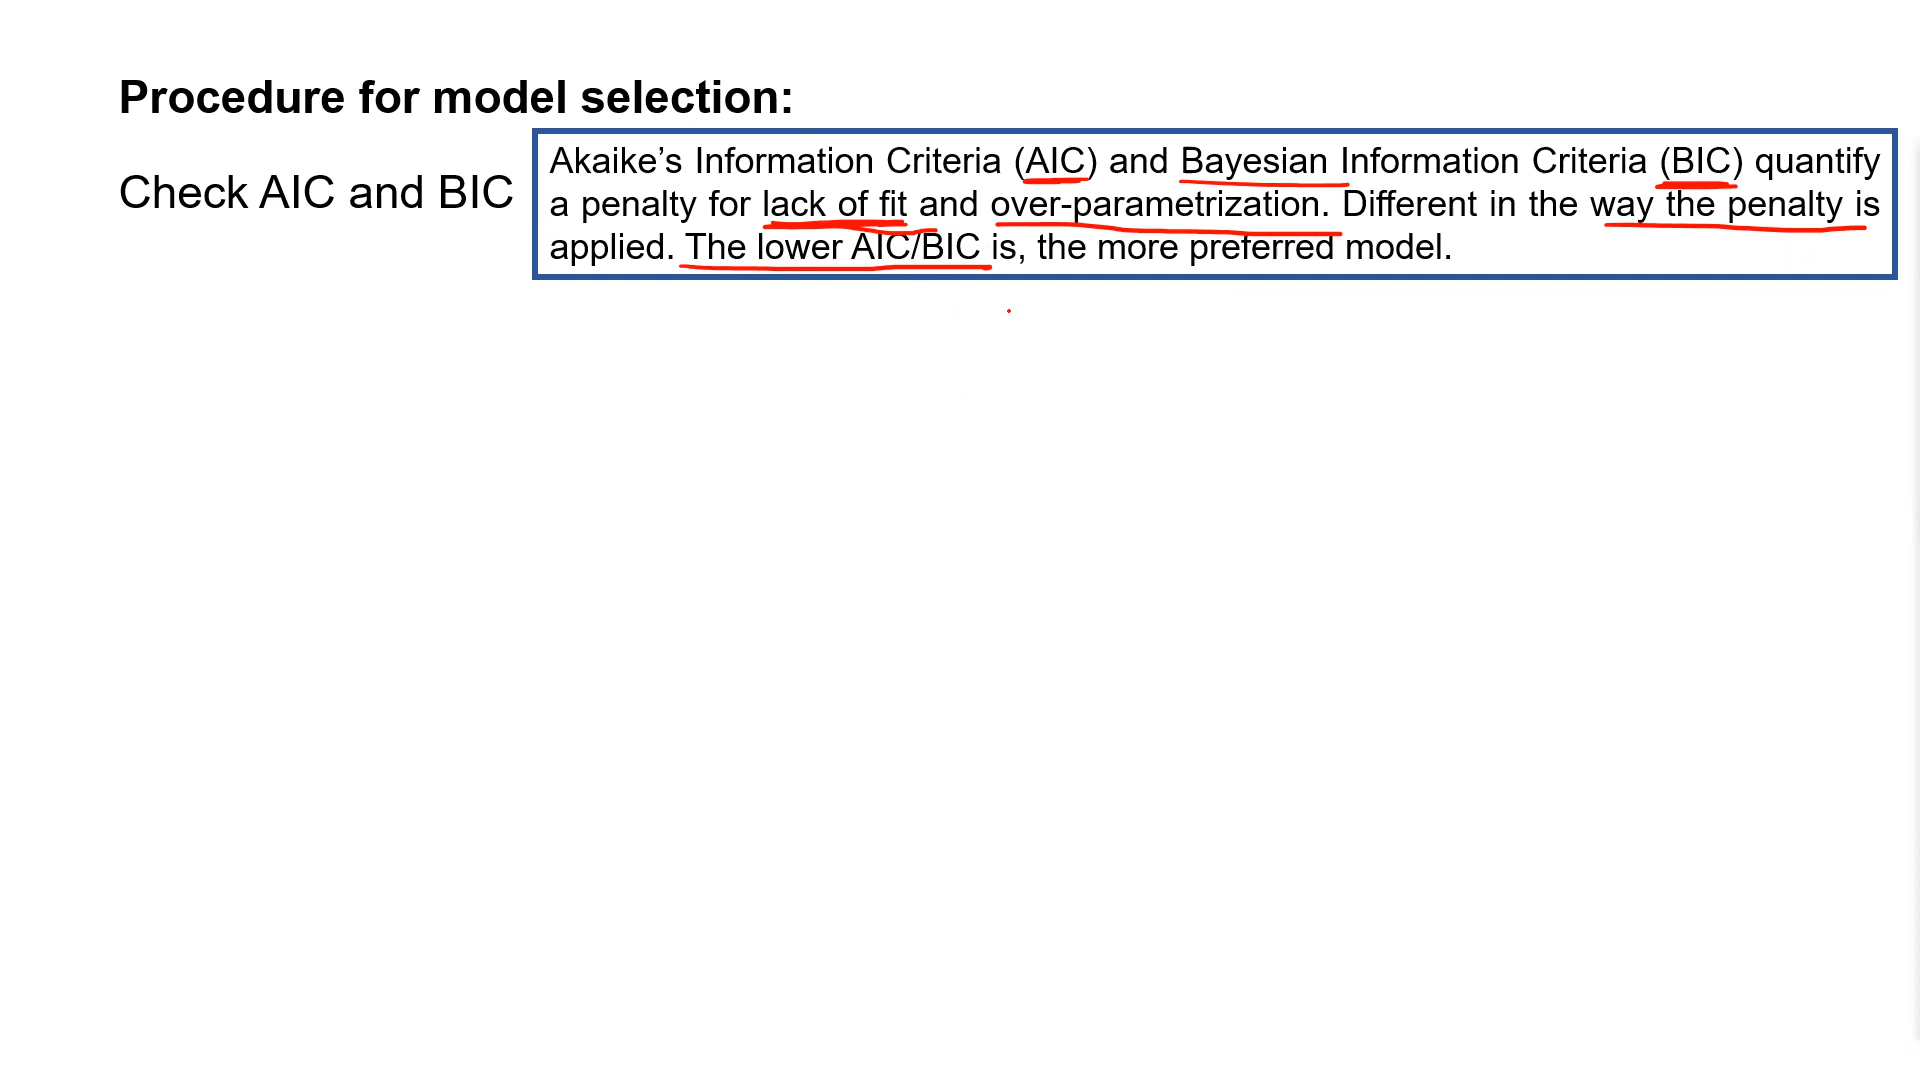 Procedure for model selection:
Check AIC and BIC
Akaike’s Information Criteria (AIC) and Bayesian Information Criteria (BIC) quantify
a penalty for lack of fit and over-parametrization. Different in the way the penalty is
applied. The lower AIC/BIC is, the more preferred model.